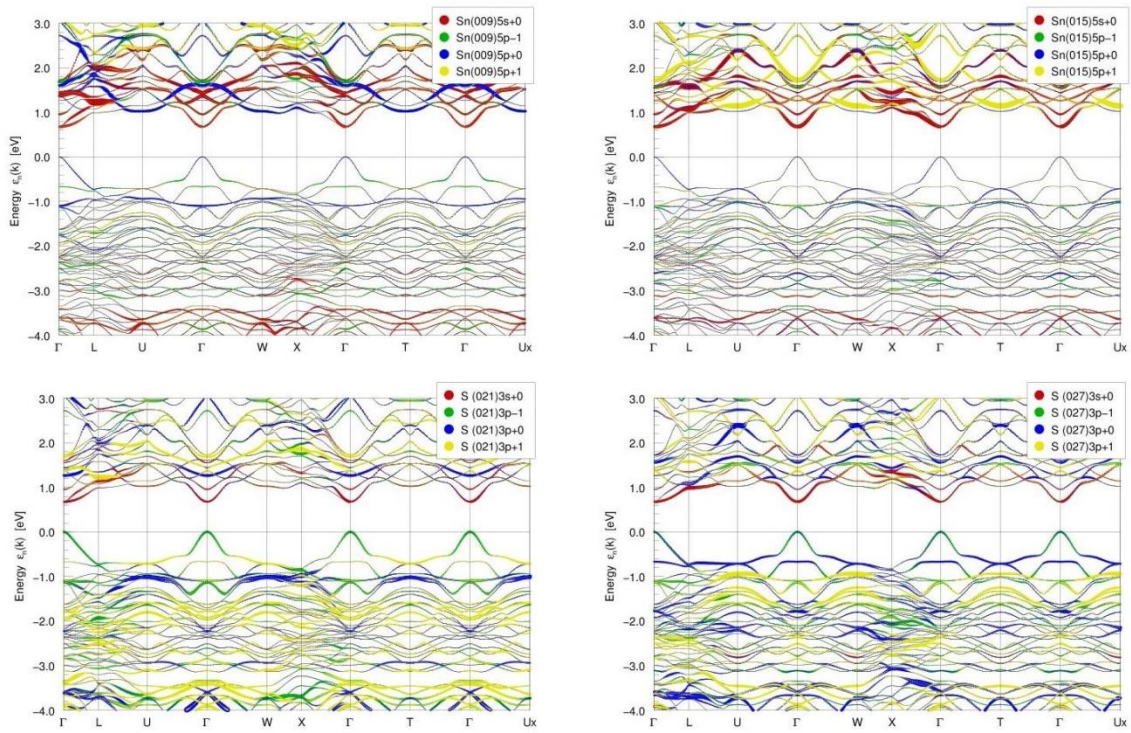 3.0
2.0
1.0
0.0
−1.0
−2.0
−3.0
−4.0
Energy εn(k) [eV]
Sn(009)5s+0
Sn(009)5p−1
Sn(009)5p+0
Sn(009)5p+1
Γ L U Γ W X Γ T Γ Ux
3.0
2.0
1.0
0.0
−1.0
−2.0
−3.0
−4.0
Energy εn(k) [eV]
Sn(015)5s+0
Sn(015)5p−1
Sn(015)5p+0
Sn(015)5p+1
Γ L U Γ W X Γ T Γ Ux
3.0
2.0
1.0
0.0
−1.0
−2.0
−3.0
−4.0
Energy εn(k) [eV]
S (021)3s+0
S (021)3p−1
S (021)3p+0
S (021)3p+1
Γ L U Γ W X Γ T Γ Ux
3.0
2.0
1.0
0.0
−1.0
−2.0
−3.0
−4.0
Energy εn(k) [eV]
S (027)3s+0
S (027)3p−1
S (027)3p+0
S (027)3p+1
Γ L U Γ W X Γ T Γ Ux